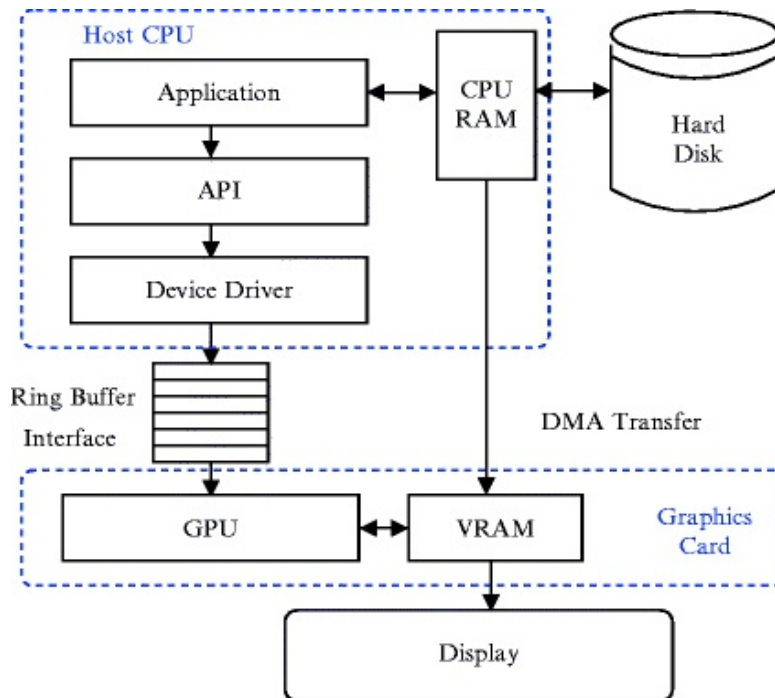 Host CPU
Application
CPU
RAM
Hard
Disk
API
Device Driver
Ring Buffer
Interface
DMA Transfer
GPU
VRAM
Graphics
Card
Display